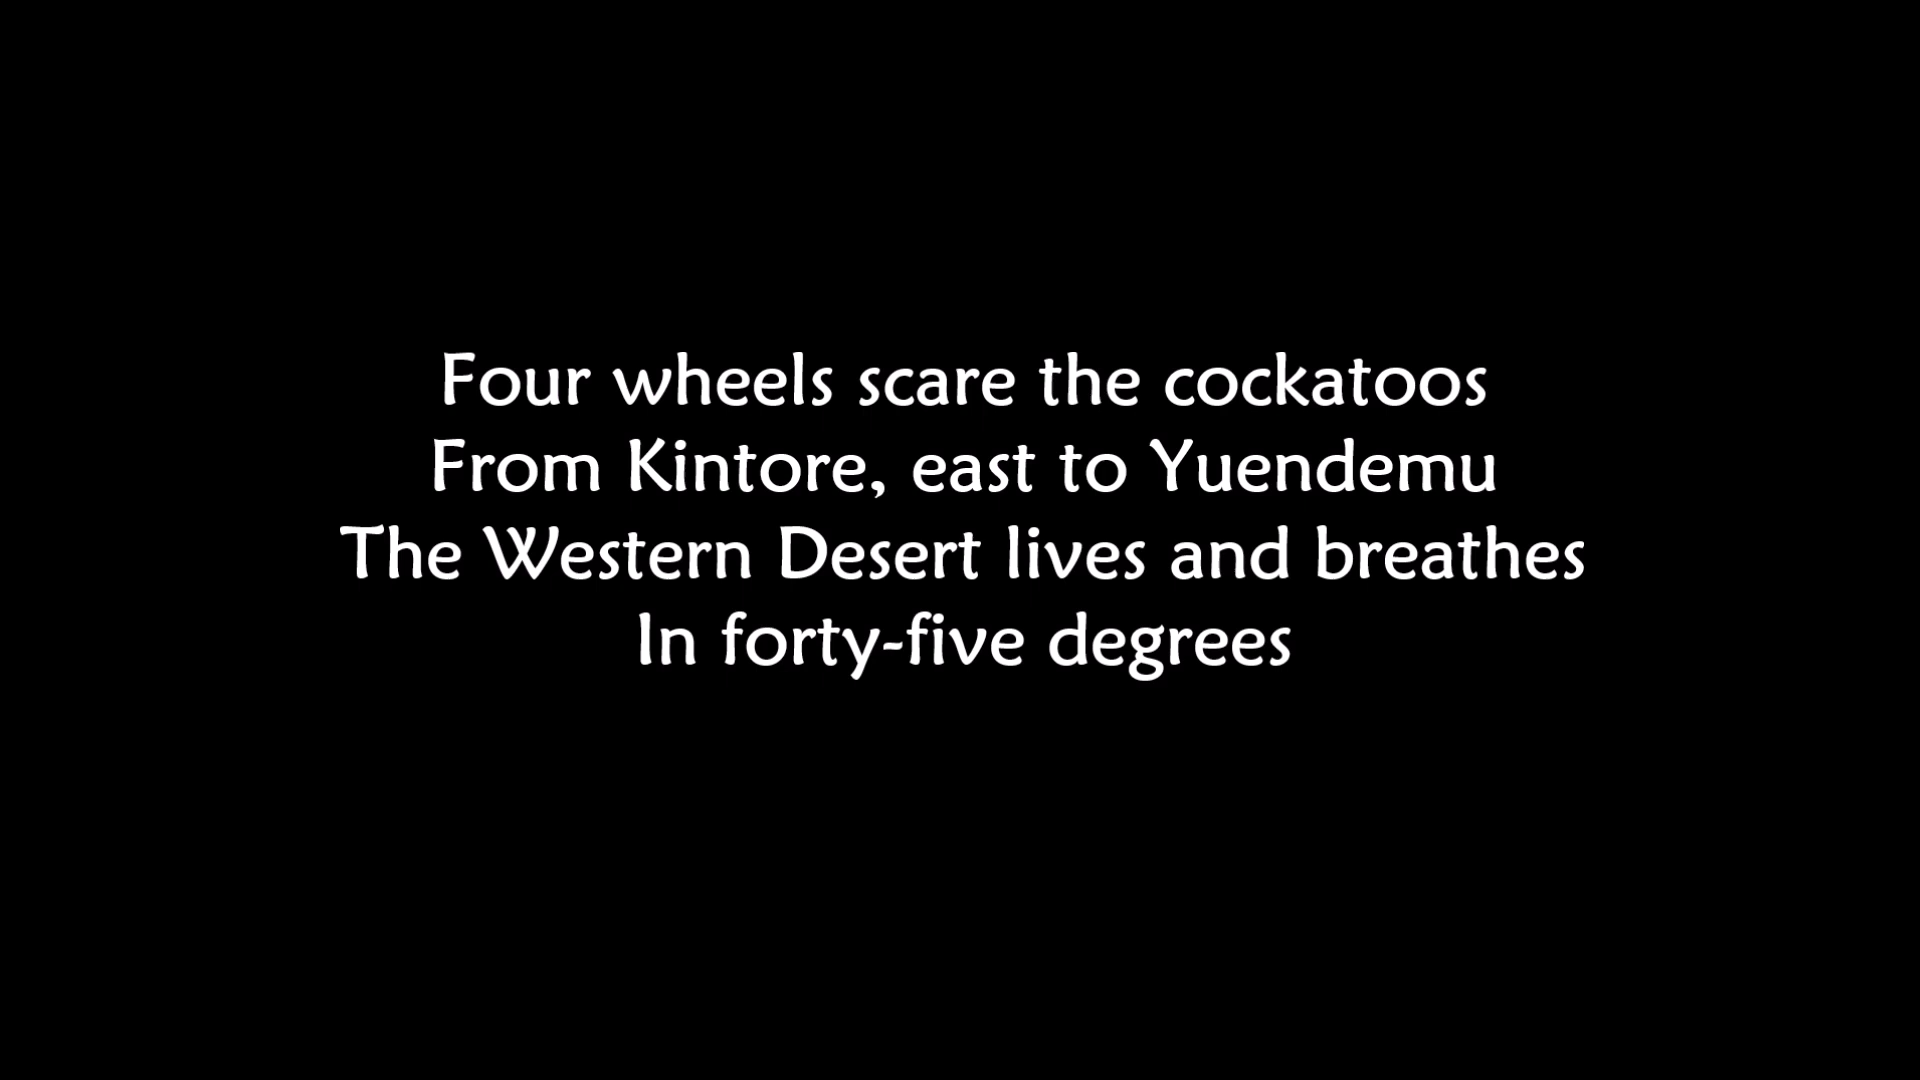 Four wheels scare the cockatoos
From Kintore, east to Yuendemu
The Western Desert lives and breathes
In forty-five degrees